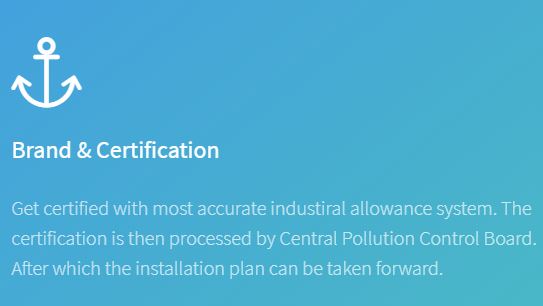 Brand & Certification
Get certified with most accurate industiral allowance system. The
certification is then processed by Central Pollution Control Board.
After which the installation plan can be taken forward.